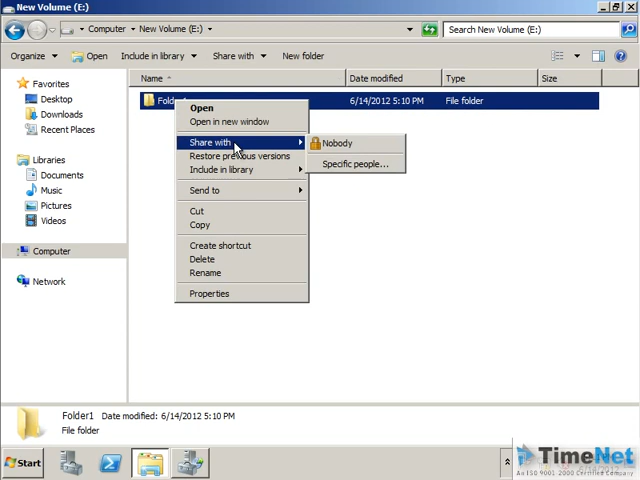 New Volume (E:)
Computer ▸ New Volume (E:) ▸
Search New Volume (E:)
Organize Open Include in library Share with New folder
Name Date modified Type Size
Favorites
Desktop
Downloads
Recent Places
Libraries
Documents
Music
Pictures
Videos
Computer
Network
6/14/2012 5:10 PM File folder
Open
Open in new window
Share with
Restore previous versions
Include in library
Send to
Cut
Copy
Create shortcut
Delete
Rename
Properties
Nobody
Specific people...
Folder1 Date modified: 6/14/2012 5:10 PM
File folder
Start
TimeNet
An ISO 9001 : 2000 Certified Company